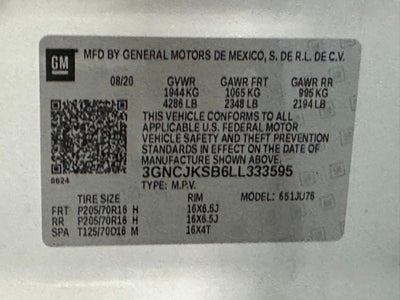 GM
MFD BY GENERAL MOTORS DE MEXICO, S. DE R.L. DE C.V.
08/20 GVWR GAWR FRT GAWR RR
1944 KG 1065 KG 995 KG
4286 LB 2348 LB 2194 LB
THIS VEHICLE CONFORMS TO ALL
APPLICABLE U.S. FEDERAL MOTOR
VEHICLE SAFETY AND THEFT PREVENTION
STANDARDS IN EFFECT ON THE DATE OF
MANUFACTURE SHOWN ABOVE.
3GNCJKSB6LL333595
0624
TYPE: M.P.V. MODEL: 651JU76
TIRE SIZE RIM
FRT P205/70R16 H 16X6.5J
RR P205/70R16 H 16X6.5J
SPA T125/70D16 M 16X4T